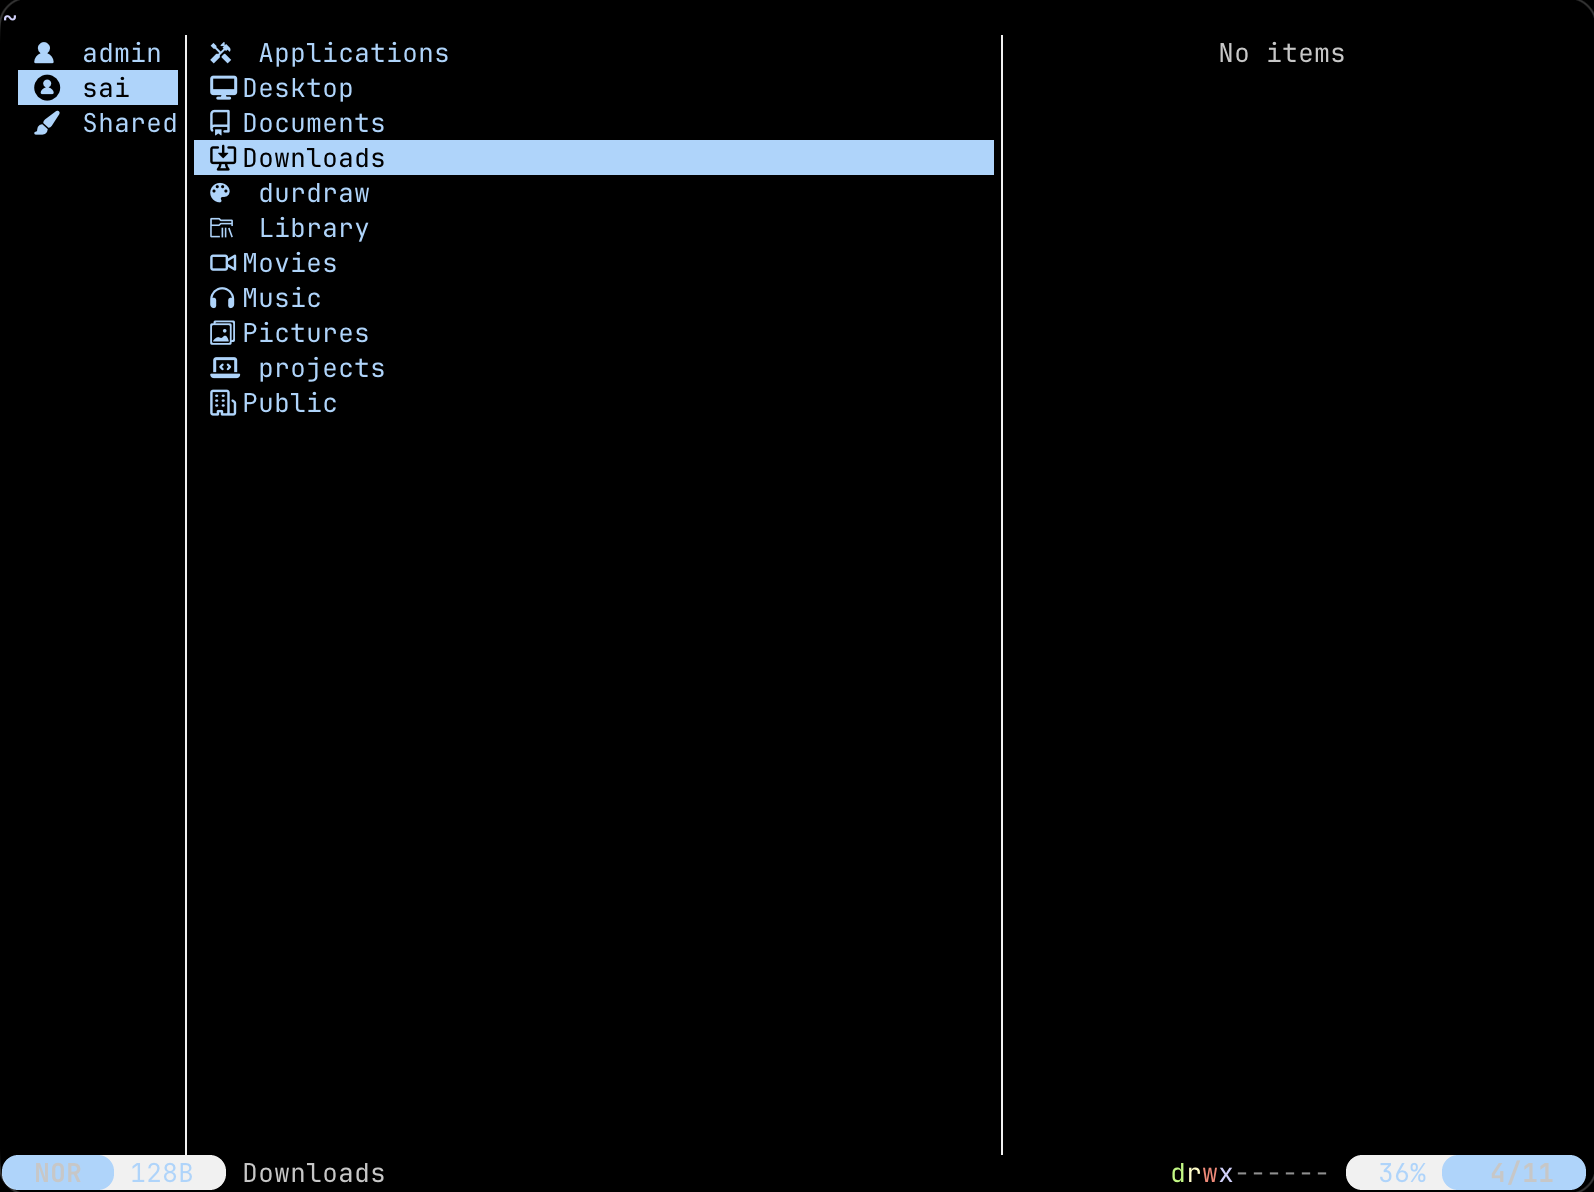 ~
admin
sai
Shared
Applications
Desktop
Documents
Downloads
durdraw
Library
Movies
Music
Pictures
projects
Public
No items
NOR 128B Downloads drwx------ 36% 4/11